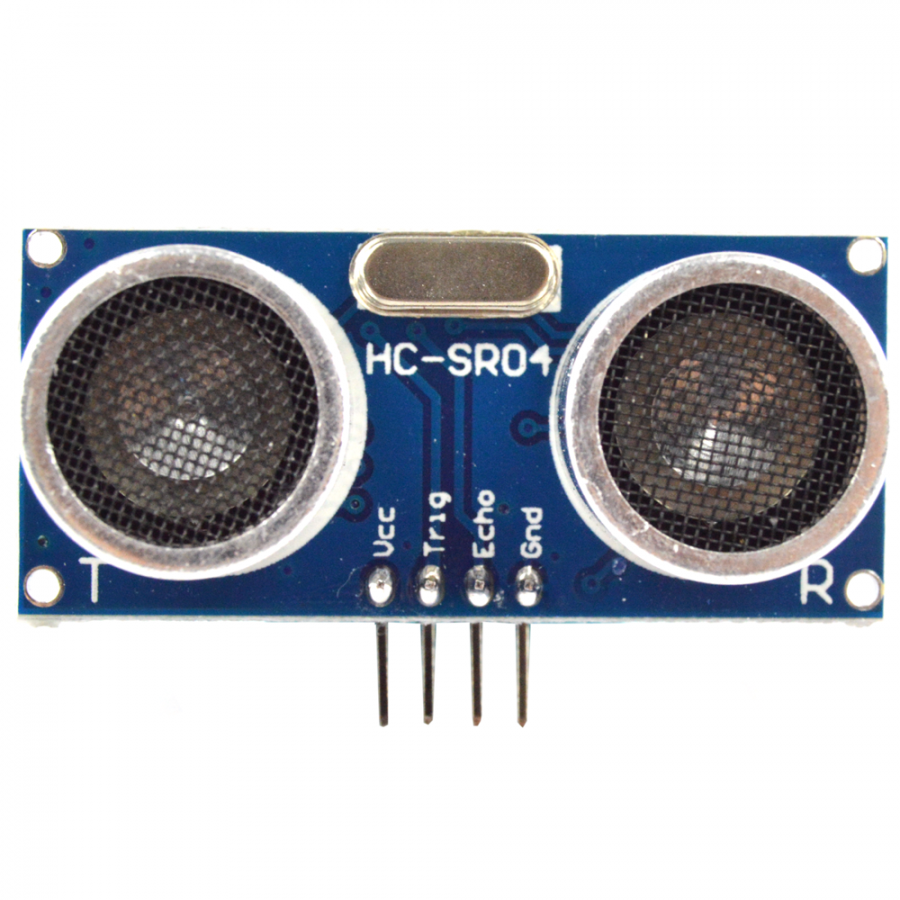 HC-SR04
Vcc
Trig
Echo
Gnd
T
R